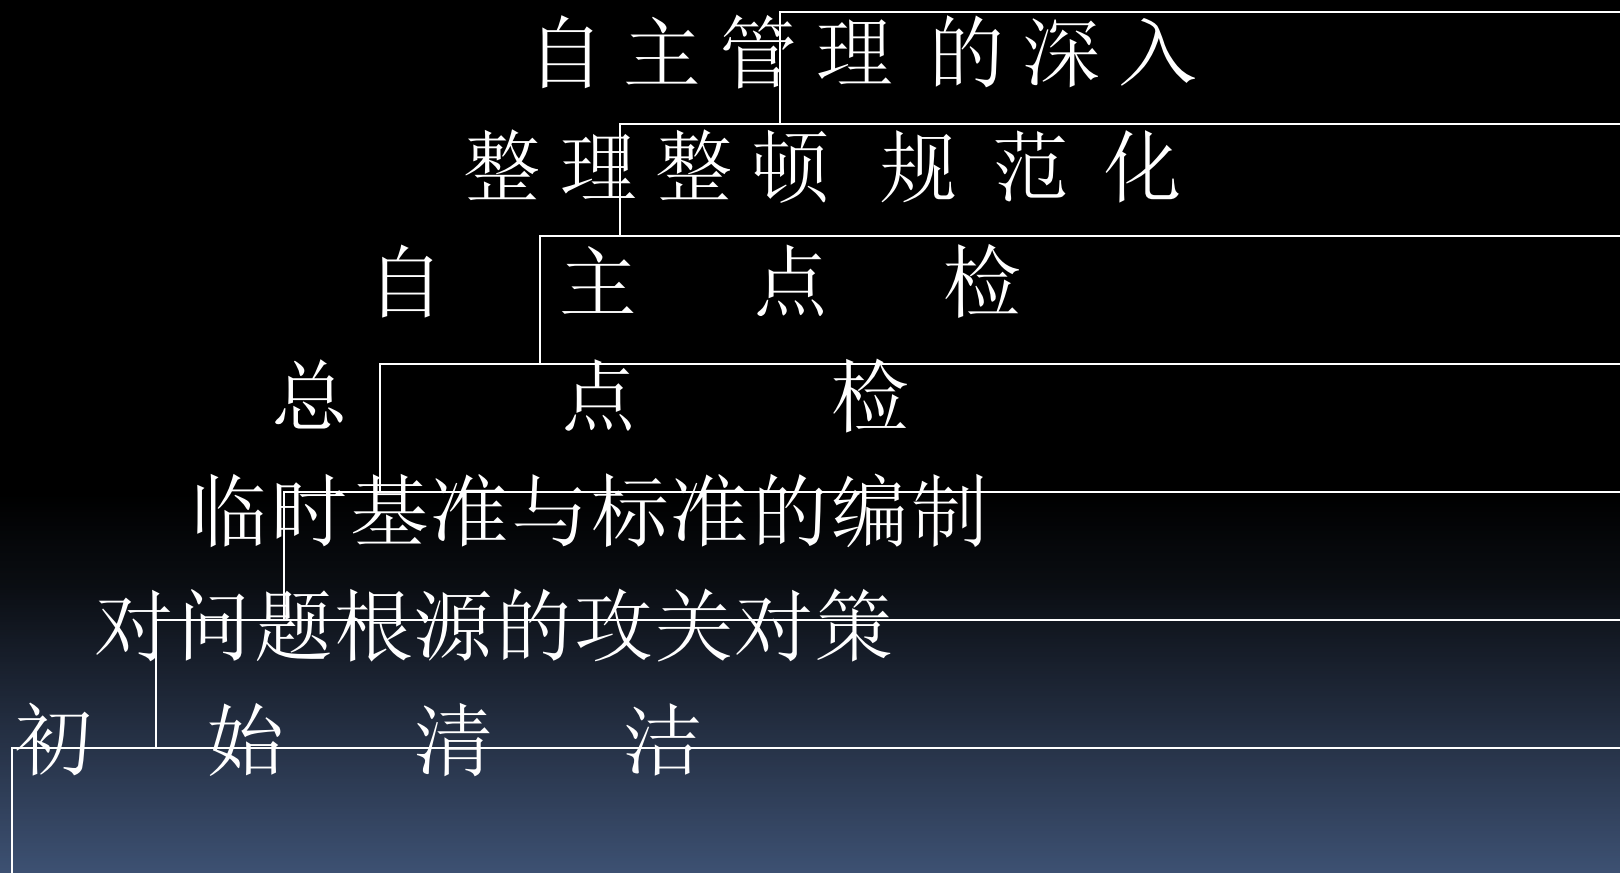 自主管理的深入
整理整顿规范化
自主点检
总点检
临时基准与标准的编制
对问题根源的攻关对策
初始清洁